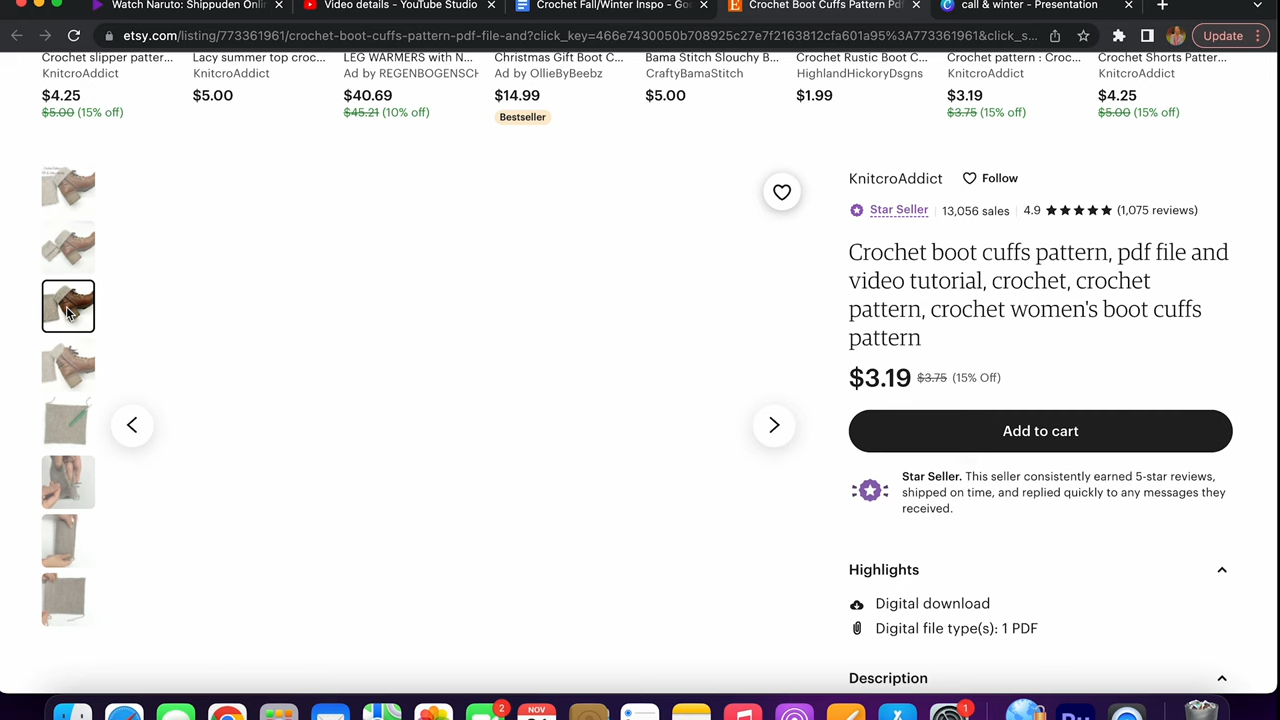 Watch Naruto: Shippuden Onli
Video details - YouTube Studio
Crochet Fall/Winter Inspo - Goo
Crochet Boot Cuffs Pattern Pdf
call & winter - Presentation
etsy.com/listing/773361961/crochet-boot-cuffs-pattern-pdf-file-and?click_key=466e7430050b708925c27e7f2163812cfa601a95%3A773361961&click_s...
Update
Crochet slipper patter...
KnitcroAddict
$4.25
$5.00 (15% off)
Lacy summer top croc...
KnitcroAddict
$5.00
LEG WARMERS with N...
Ad by REGENBOGENSCH
$40.69
$45.21 (10% off)
Christmas Gift Boot C...
Ad by OllieByBeebz
$14.99
Bestseller
Bama Stitch Slouchy B...
CraftyBamaStitch
$5.00
Crochet Rustic Boot C...
HighlandHickoryDsgns
$1.99
Crochet pattern : Croc...
KnitcroAddict
$3.19
$3.75 (15% off)
Crochet Shorts Patter...
KnitcroAddict
$4.25
$5.00 (15% off)
KnitcroAddict
Follow
Star Seller
13,056 sales
4.9
(1,075 reviews)
Crochet boot cuffs pattern, pdf file and
video tutorial, crochet, crochet
pattern, crochet women's boot cuffs
pattern
$3.19 $3.75 (15% Off)
Add to cart
Star Seller. This seller consistently earned 5-star reviews,
shipped on time, and replied quickly to any messages they
received.
Highlights
Digital download
Digital file type(s): 1 PDF
Description
2
NOV
1